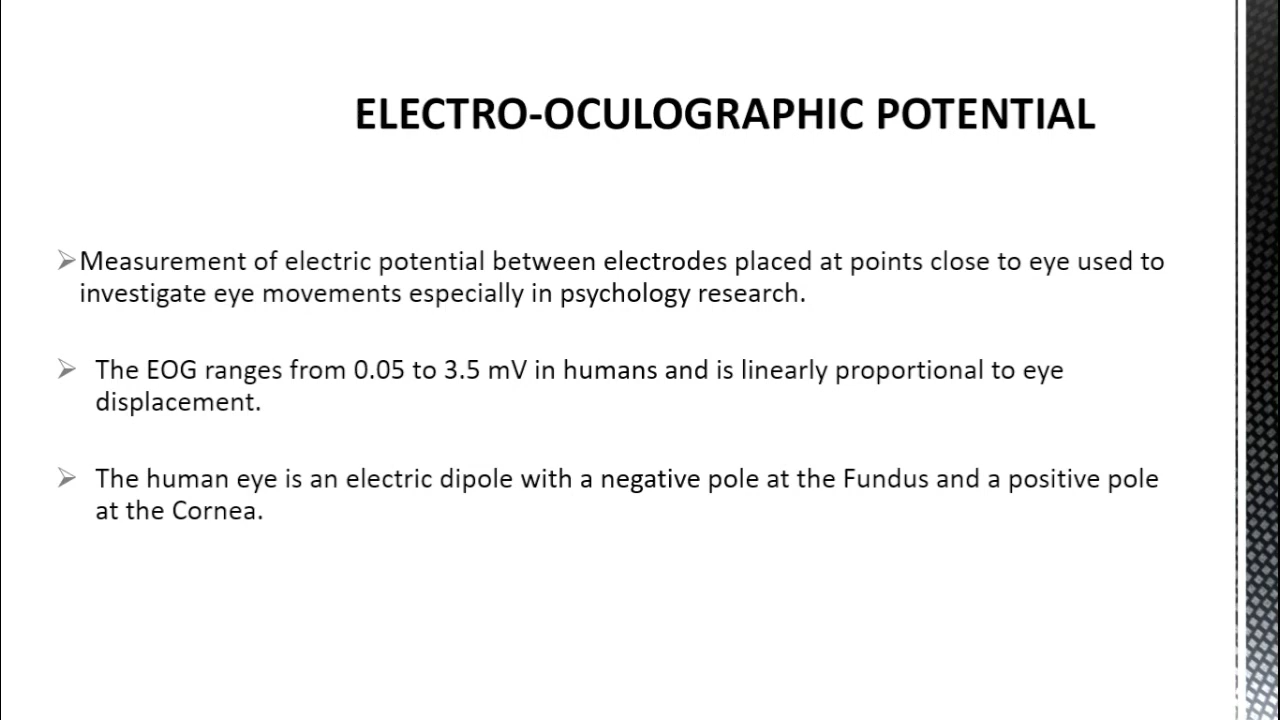 ELECTRO-OCULOGRAPHIC POTENTIAL
➢Measurement of electric potential between electrodes placed at points close to eye used to
investigate eye movements especially in psychology research.
➢ The EOG ranges from 0.05 to 3.5 mV in humans and is linearly proportional to eye
displacement.
➢ The human eye is an electric dipole with a negative pole at the Fundus and a positive pole
at the Cornea.